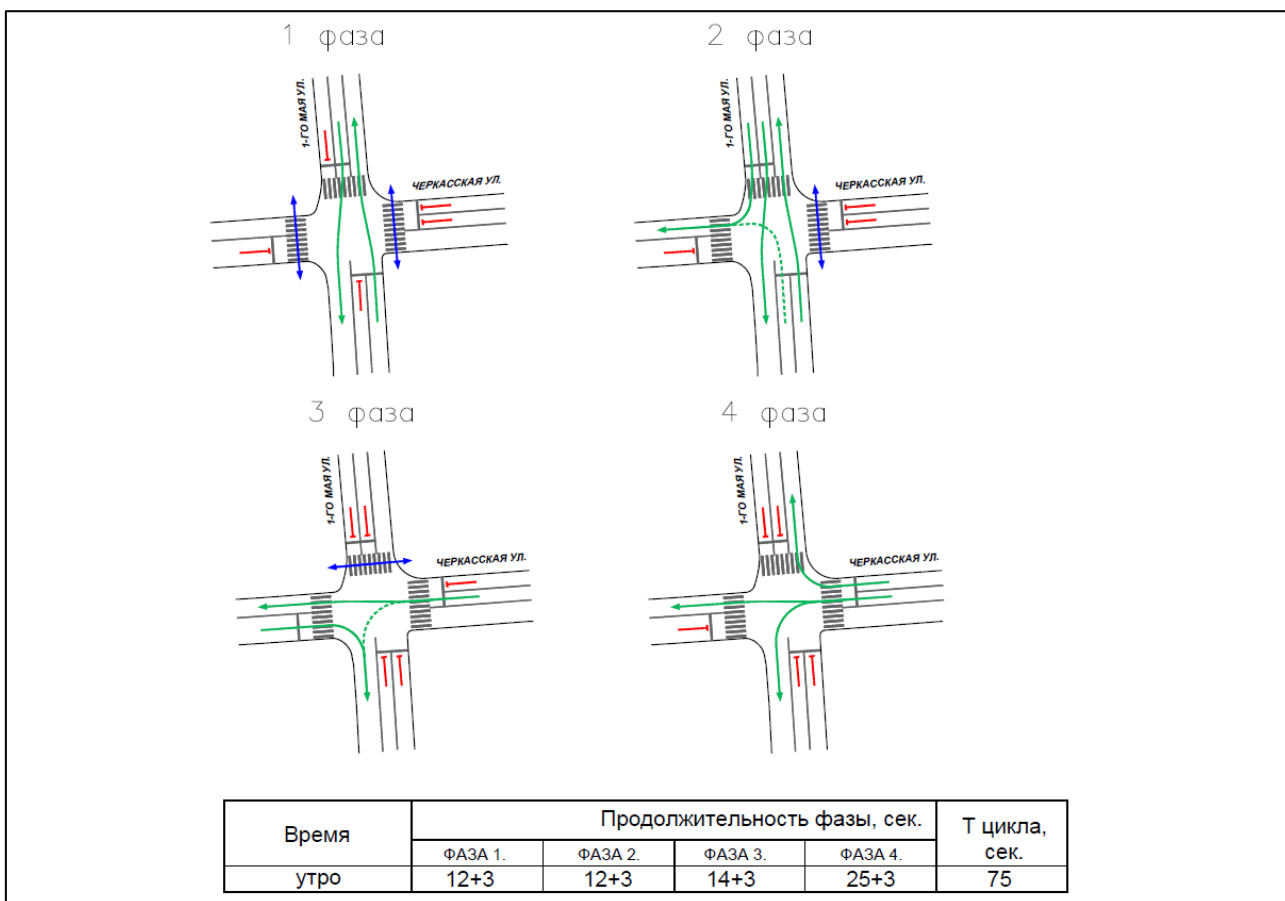 1 фаза
2 фаза
1-ГО МАЯ УЛ.
ЧЕРКАССКАЯ УЛ.
1-ГО МАЯ УЛ.
ЧЕРКАССКАЯ УЛ.
3 фаза
4 фаза
1-ГО МАЯ УЛ.
ЧЕРКАССКАЯ УЛ.
1-ГО МАЯ УЛ.
ЧЕРКАССКАЯ УЛ.
Время Продолжительность фазы, сек. Т цикла, сек.
ФАЗА 1. ФАЗА 2. ФАЗА 3. ФАЗА 4.
утро 12+3 12+3 14+3 25+3 75